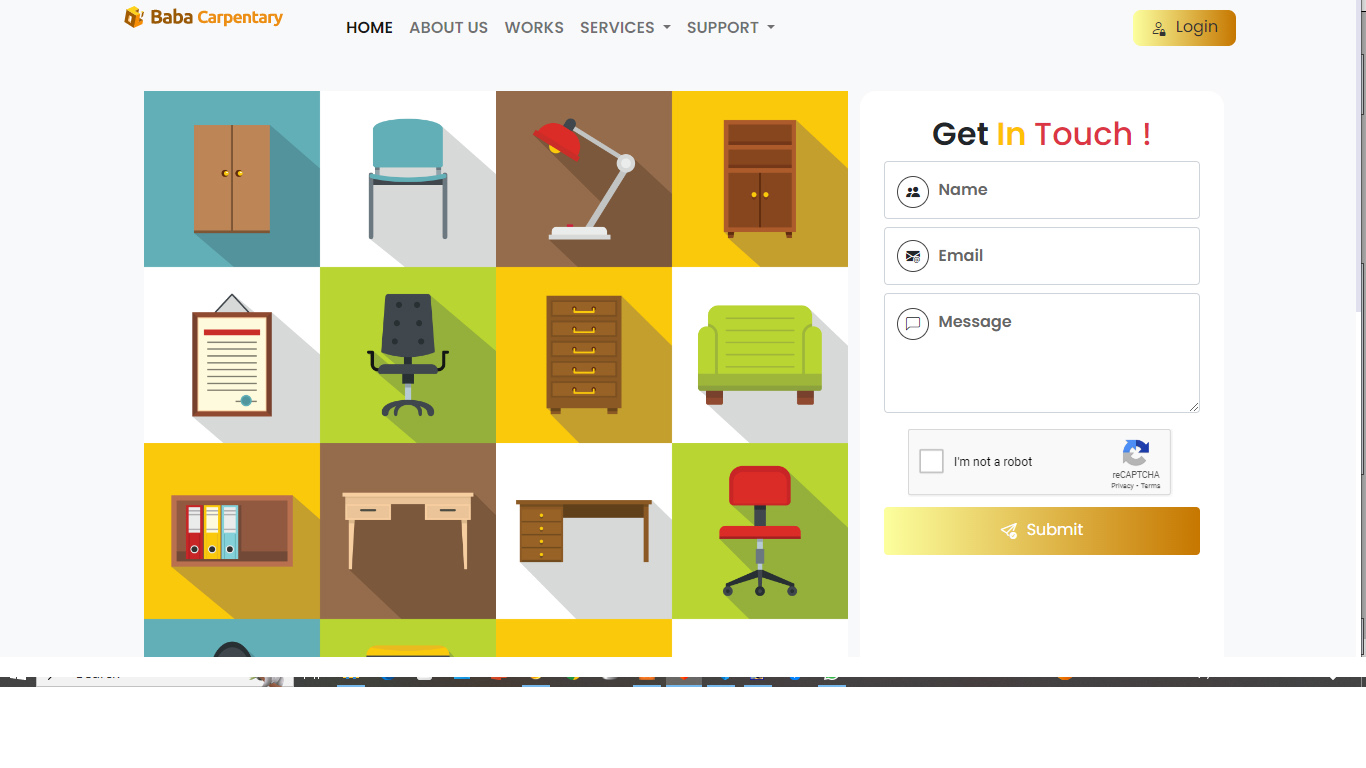 Baba Carpentary
HOME ABOUT US WORKS SERVICES SUPPORT
Login
Get In Touch !
Name
Email
Message
I'm not a robot
reCAPTCHA
Privacy - Terms
Submit